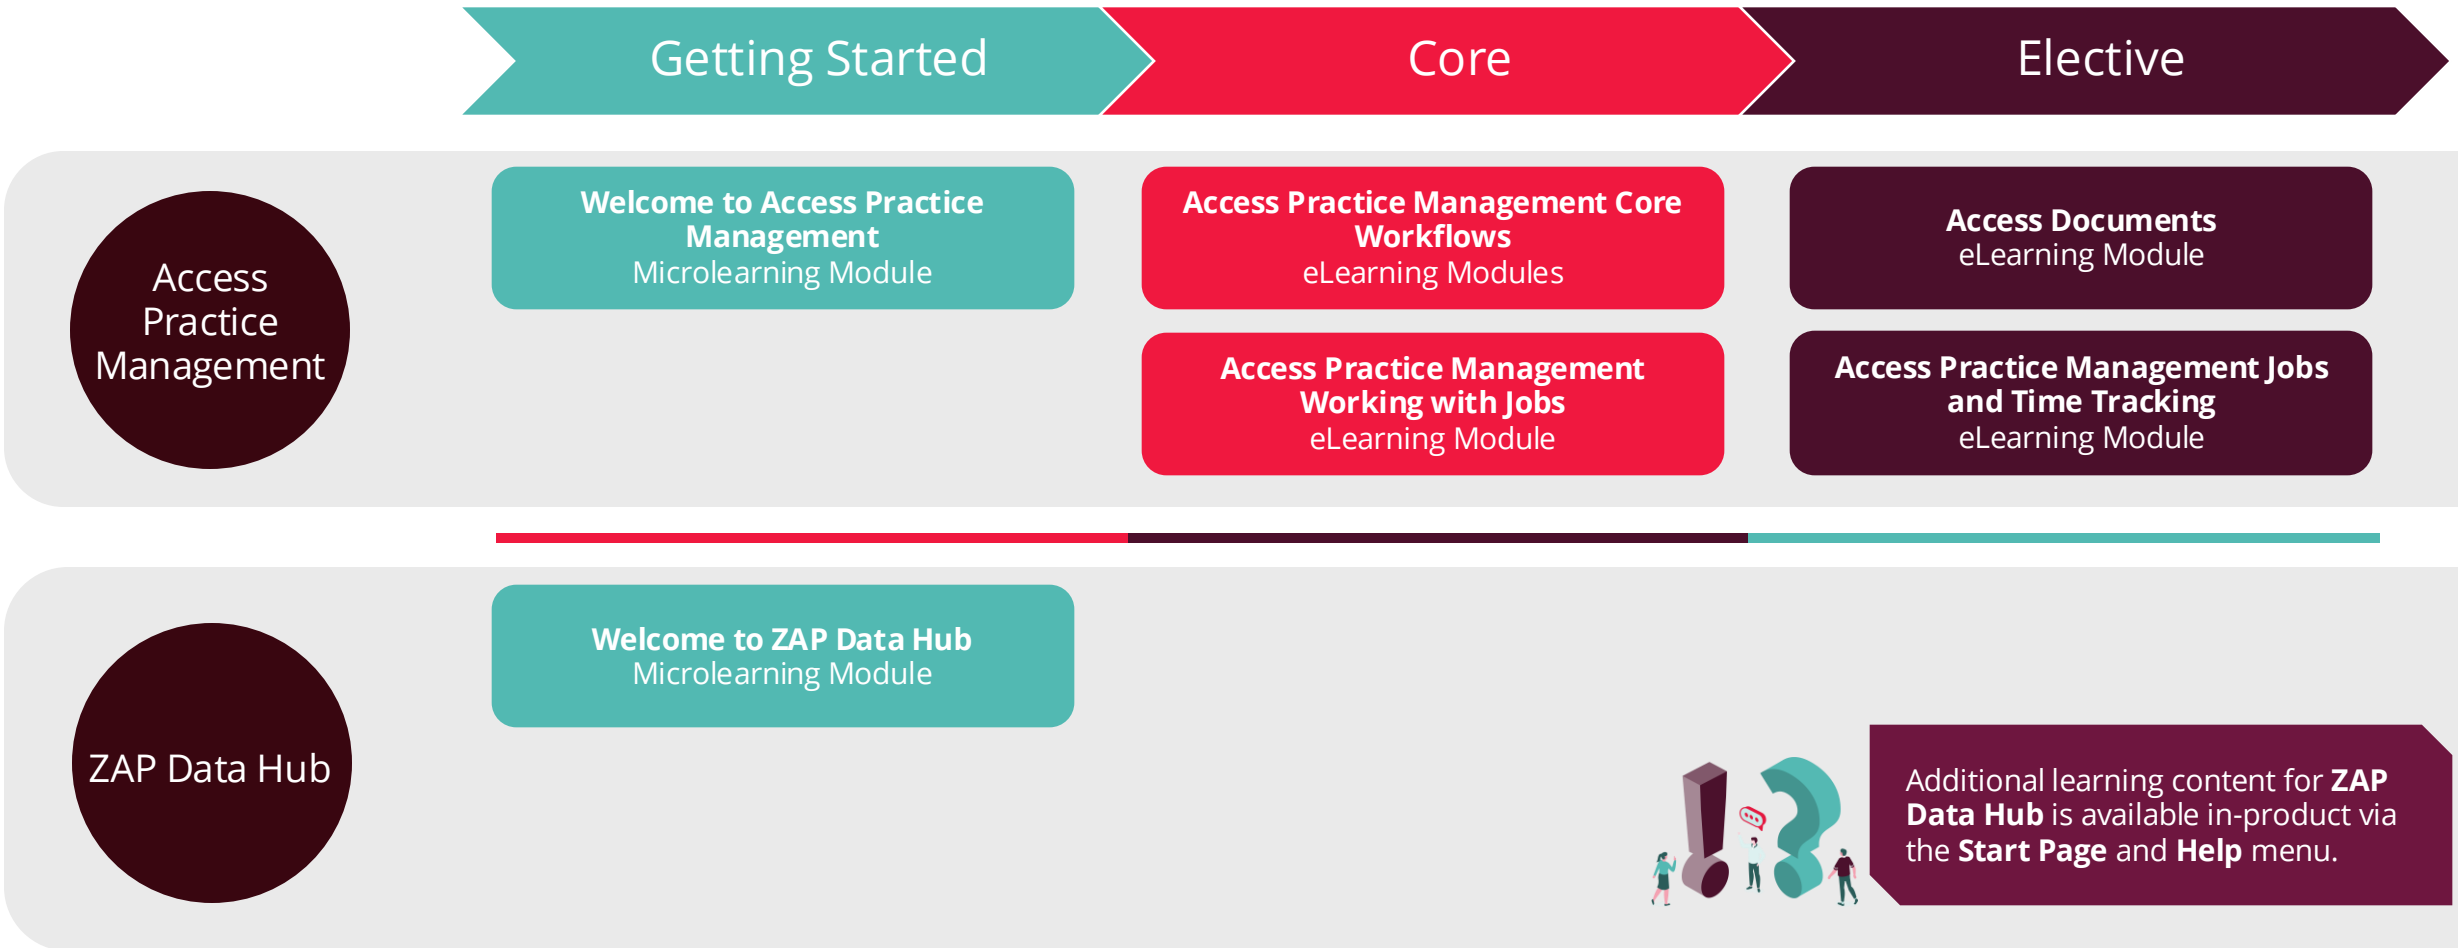 Getting Started
Core
Elective
Access
Practice
Management
Welcome to Access Practice
Management
Microlearning Module
Access Practice Management Core
Workflows
eLearning Modules
Access Documents
eLearning Module
Access Practice Management
Working with Jobs
eLearning Module
Access Practice Management Jobs
and Time Tracking
eLearning Module
ZAP Data Hub
Welcome to ZAP Data Hub
Microlearning Module
Additional learning content for ZAP
Data Hub is available in-product via
the Start Page and Help menu.